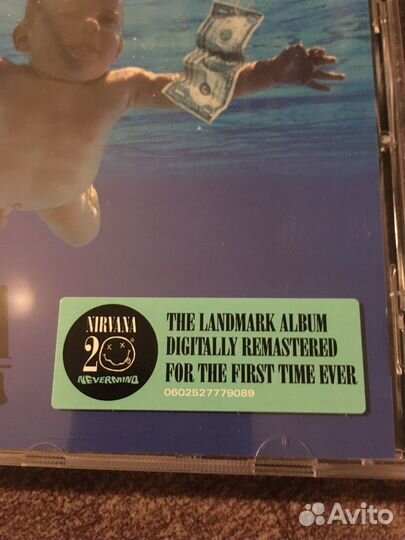 NIRVANA
20
NEVERMIND
THE LANDMARK ALBUM
DIGITALLY REMASTERED
FOR THE FIRST TIME EVER
0602527779089
Avito